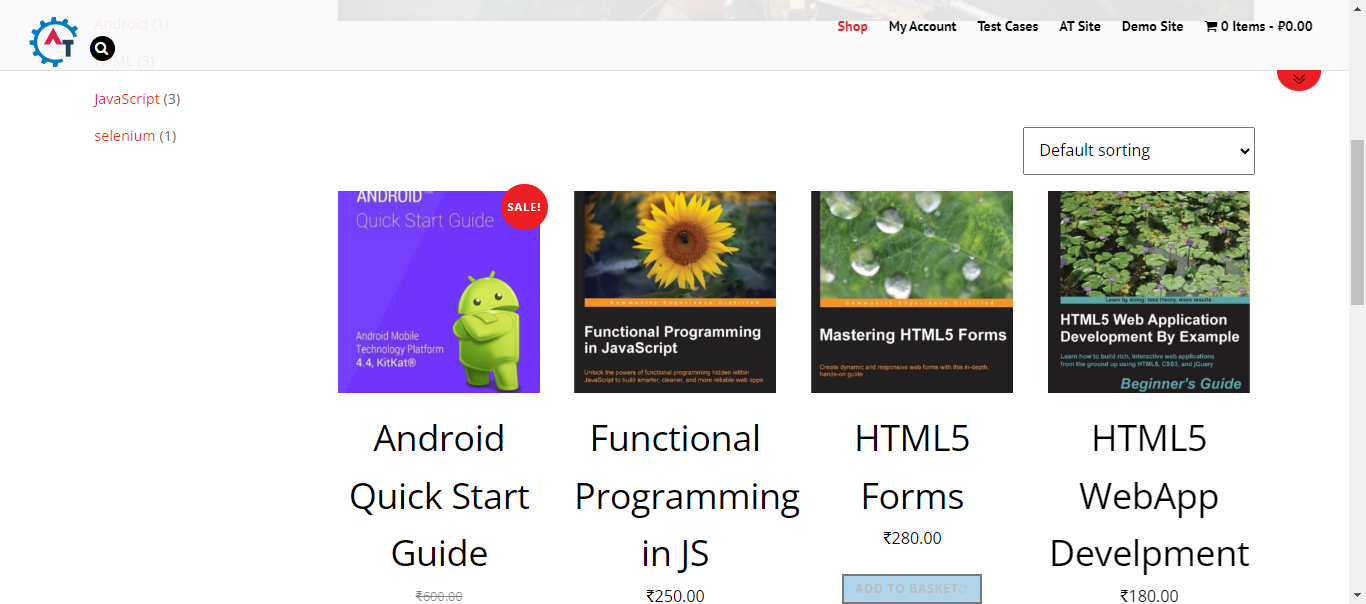 Android (1)
AT
Shop
My Account
Test Cases
AT Site
Demo Site
0 Items - ₽0.00
HTML (3)
JavaScript (3)
selenium (1)
Default sorting
ANDROID
Quick Start Guide
SALE!
Android Mobile
Technology Platform
4.4, KitKat®
Community Experience Distilled
Functional Programming
in JavaScript
Unlock the powers of functional programming hidden within
JavaScript to build smarter, cleaner, and more reliable web apps
Community Experience Distilled
Mastering HTML5 Forms
Create dynamic and responsive web forms with this in-depth,
hands-on guide
Learn by doing: less theory, more results
HTML5 Web Application
Development By Example
Learn how to build rich, interactive web applications
from the ground up using HTML5, CSS3, and jQuery
Beginner's Guide
Android
Quick Start
Guide
₹600.00
Functional
Programming
in JS
₹250.00
HTML5
Forms
₹280.00
ADD TO BASKET
HTML5
WebApp
Develpment
₹180.00